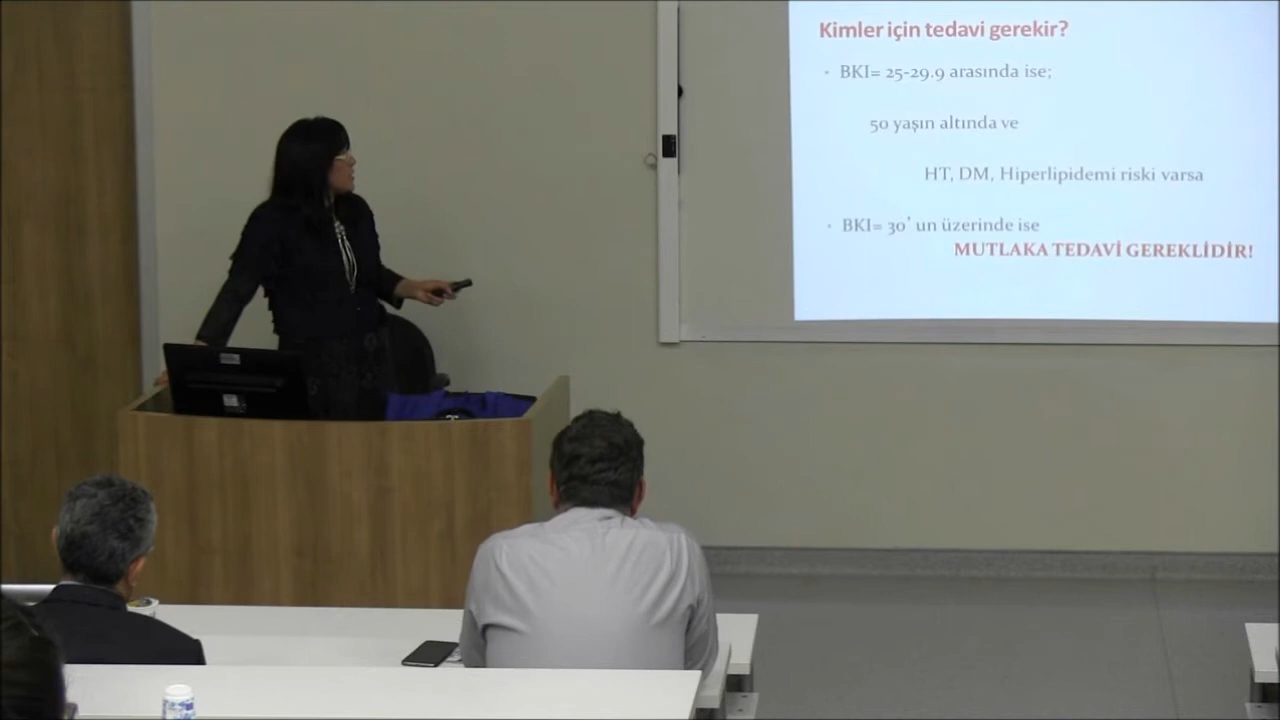 Kimler için tedavi gerekir?
• BKI= 25-29.9 arasında ise;
50 yaşın altında ve
HT, DM, Hiperlipidemi riski varsa
• BKI= 30’ un üzerinde ise
MUTLAKA TEDAVİ GEREKLİDİR!